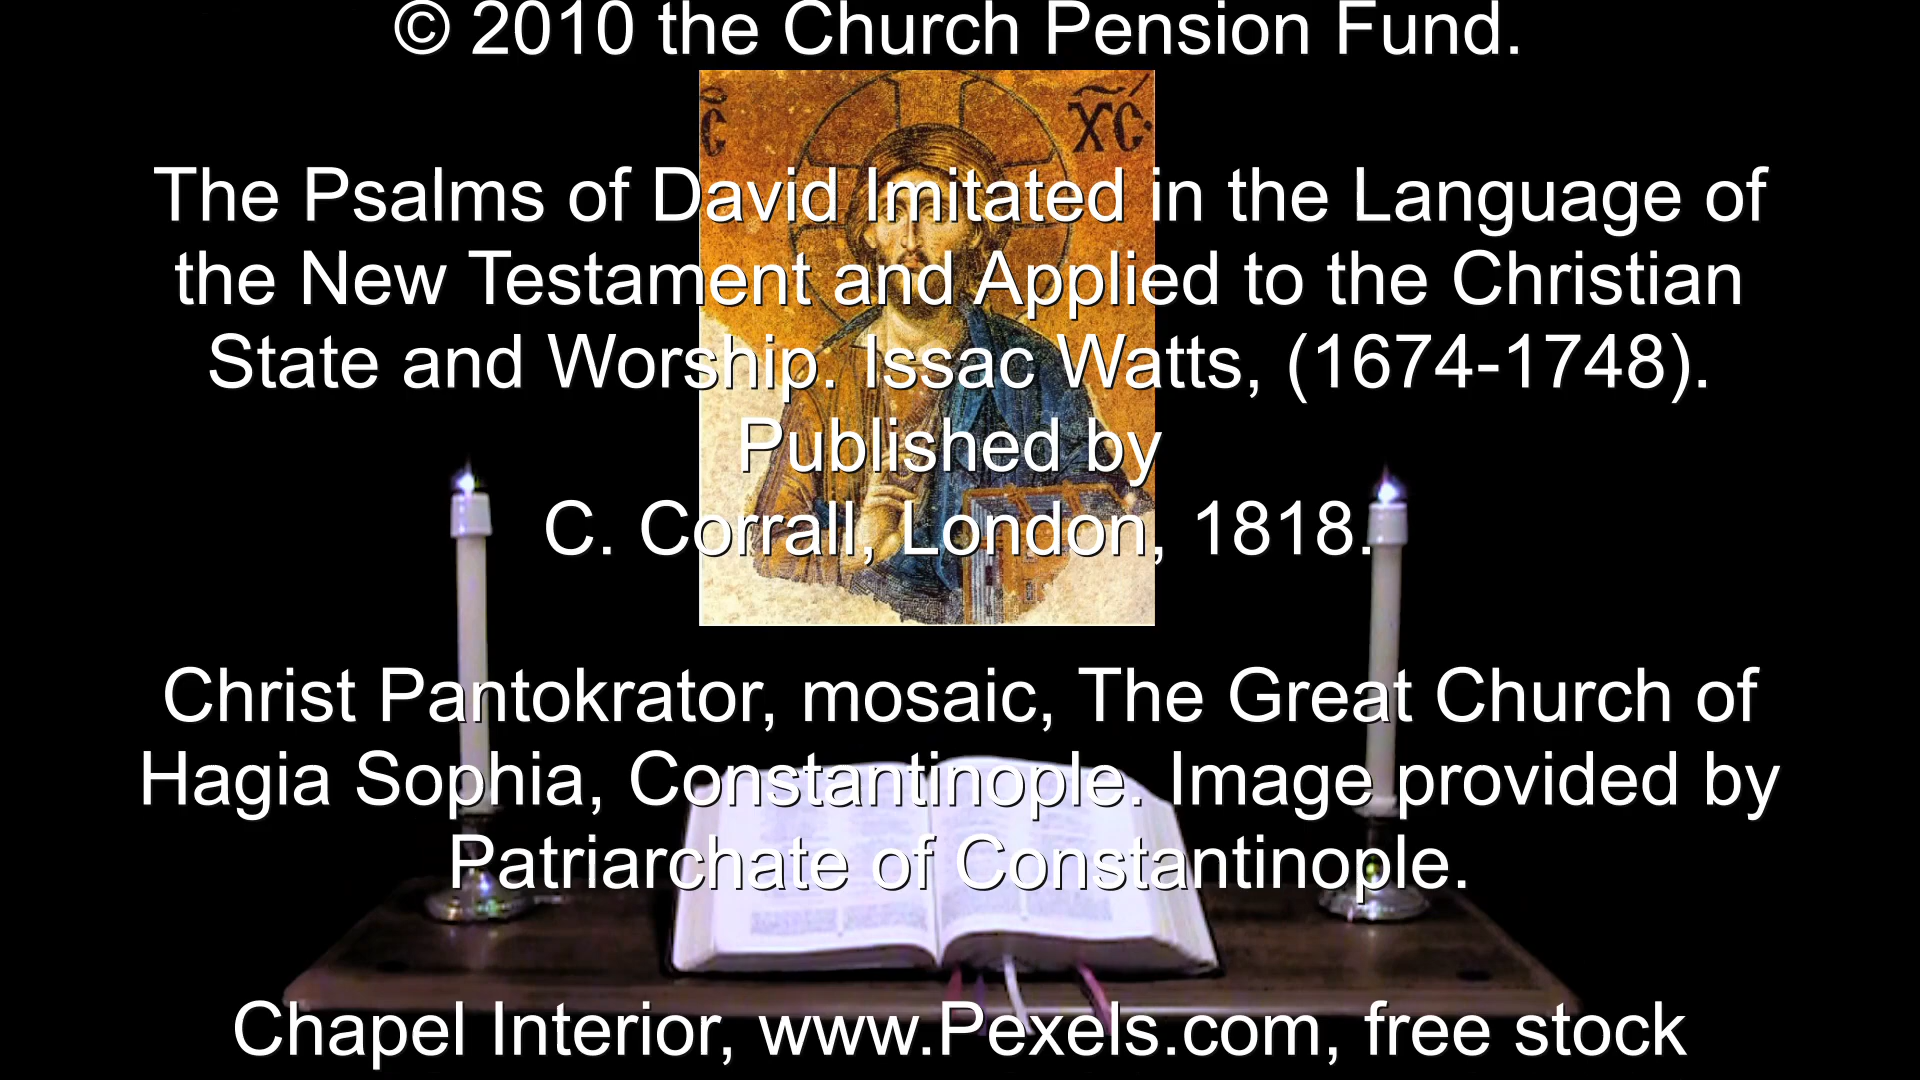 © 2010 the Church Pension Fund.
The Psalms of David Imitated in the Language of
the New Testament and Applied to the Christian
State and Worship. Issac Watts, (1674-1748).
Published by
C. Corrall, London, 1818.
Christ Pantokrator, mosaic, The Great Church of
Hagia Sophia, Constantinople. Image provided by
Patriarchate of Constantinople.
Chapel Interior, www.Pexels.com, free stock